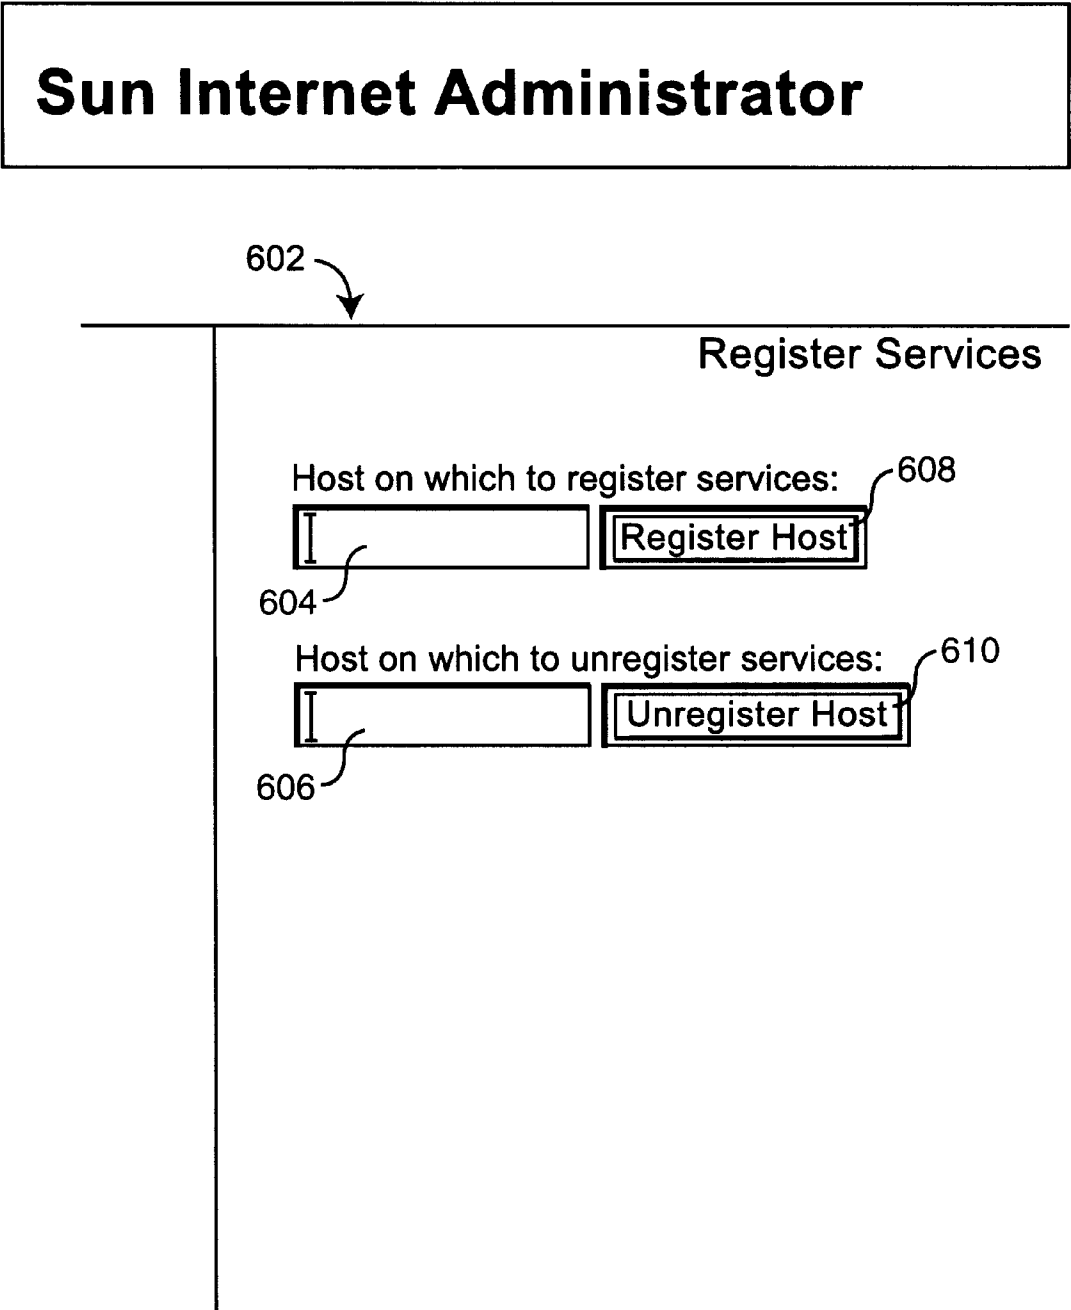 Sun Internet Administrator
602
Register Services
Host on which to register services:
608
Register Host
604
Host on which to unregister services:
610
Unregister Host
606